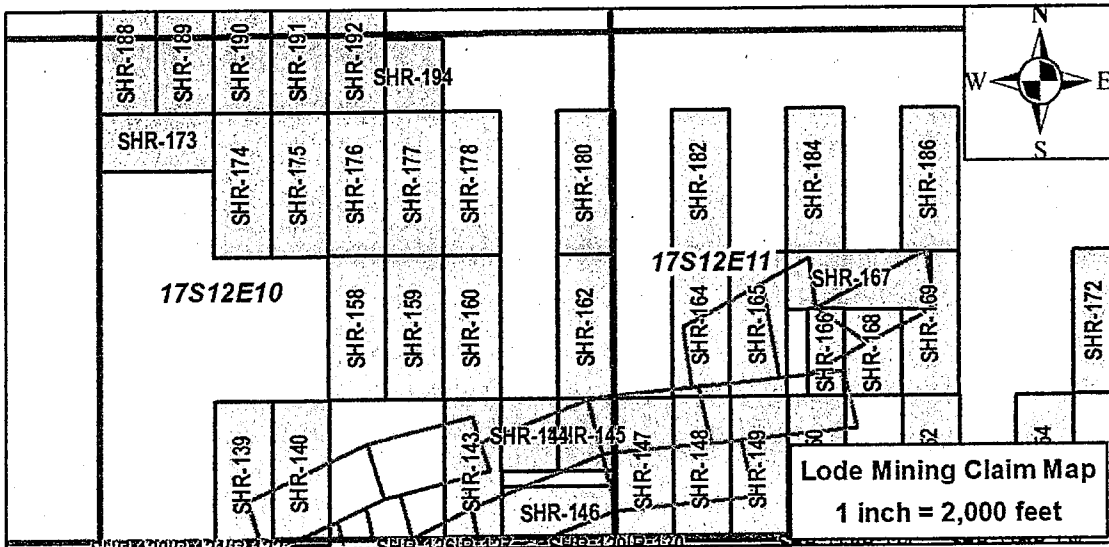 N
W E
S
SHR-188 SHR-189 SHR-190 SHR-191 SHR-192 SHR-194
SHR-173
SHR-174 SHR-175 SHR-176 SHR-177 SHR-178 SHR-180 SHR-182 SHR-184 SHR-186
17S12E10
17S12E11
SHR-158 SHR-159 SHR-160 SHR-162 SHR-164 SHR-165 SHR-166 SHR-167 SHR-168 SHR-169 SHR-172
SHR-139 SHR-140 SHR-143 SHR-144 HR-145 SHR-147 SHR-148 SHR-149
SHR-146
Lode Mining Claim Map
1 inch = 2,000 feet